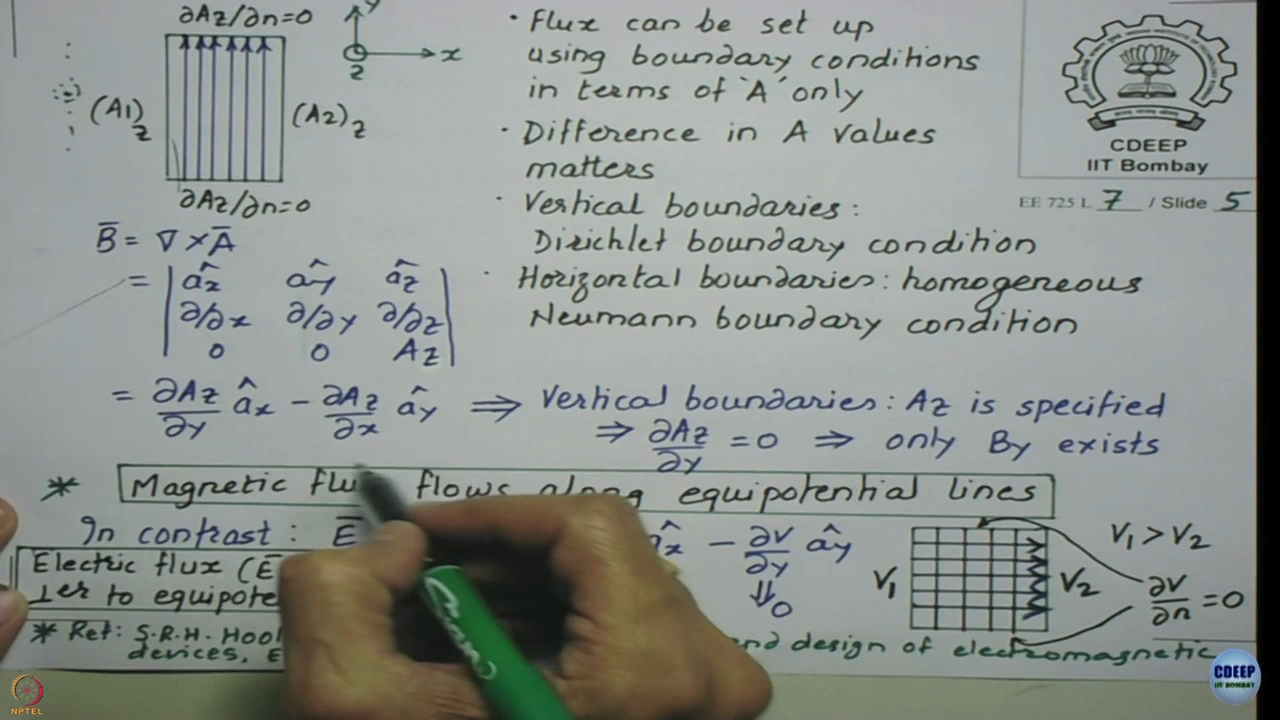 ∂Az/∂n=0
y
x
z
(A1)z
(A2)z
∂Az/∂n=0
B̅ = ∇ × A̅
= | âx ây âz |
| ∂/∂x ∂/∂y ∂/∂z |
| 0 0 Az |
= ∂Az/∂y âx − ∂Az/∂x ây ⇒ Vertical boundaries: Az is specified
⇒ ∂Az/∂y = 0 ⇒ only By exists
• Flux can be set up
using boundary conditions
in terms of 'A' only
• Difference in A values
matters
• Vertical boundaries:
Dirichlet boundary condition
• Horizontal boundaries: homogeneous
Neumann boundary condition
CDEEP
IIT Bombay
EE 725 L 7 / Slide 5
* Magnetic flux flows along equipotential lines
In contrast: E̅
âx − ∂V/∂y ây
⇓
0
Electric flux (E̅
⊥er to equipote
V1
V2
V1 > V2
∂V/∂n = 0
* Ref: S.R.H. Hool
and design of electromagnetic
devices, E
CDEEP
IIT BOMBAY
NPTEL